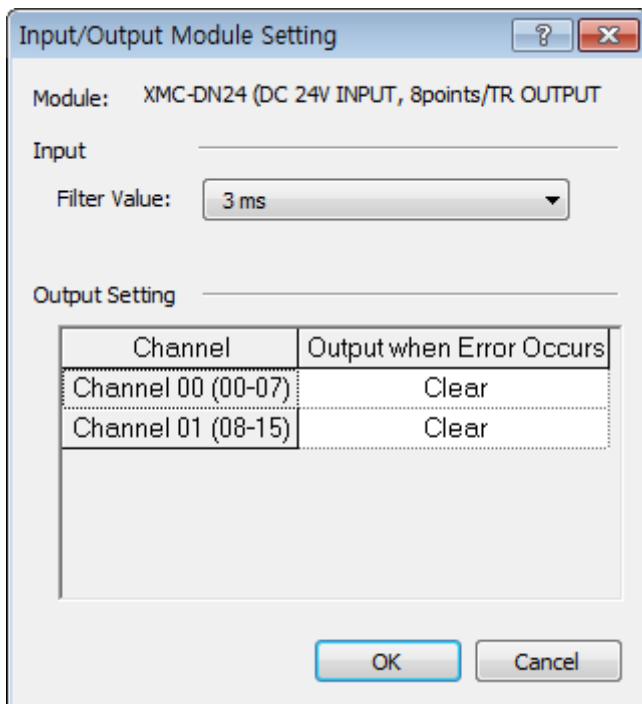 Input/Output Module Setting
Module: XMC-DN24 (DC 24V INPUT, 8points/TR OUTPUT
Input
Filter Value: 3 ms
Output Setting
Channel Output when Error Occurs
Channel 00 (00-07) Clear
Channel 01 (08-15) Clear
OK Cancel